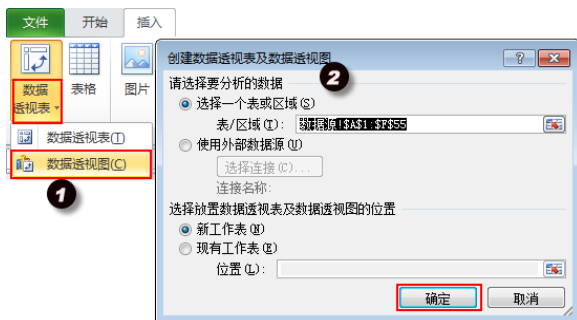 文件 开始 插入
数据透视表 表格 图片
数据透视表(T)
数据透视图(C)
1
创建数据透视表及数据透视图
2
请选择要分析的数据
选择一个表或区域(S)
表/区域(T): 数据源!$A$1:$F$55
使用外部数据源(U)
选择连接(C)...
连接名称:
选择放置数据透视表及数据透视图的位置
新工作表(N)
现有工作表(E)
位置(L):
确定 取消